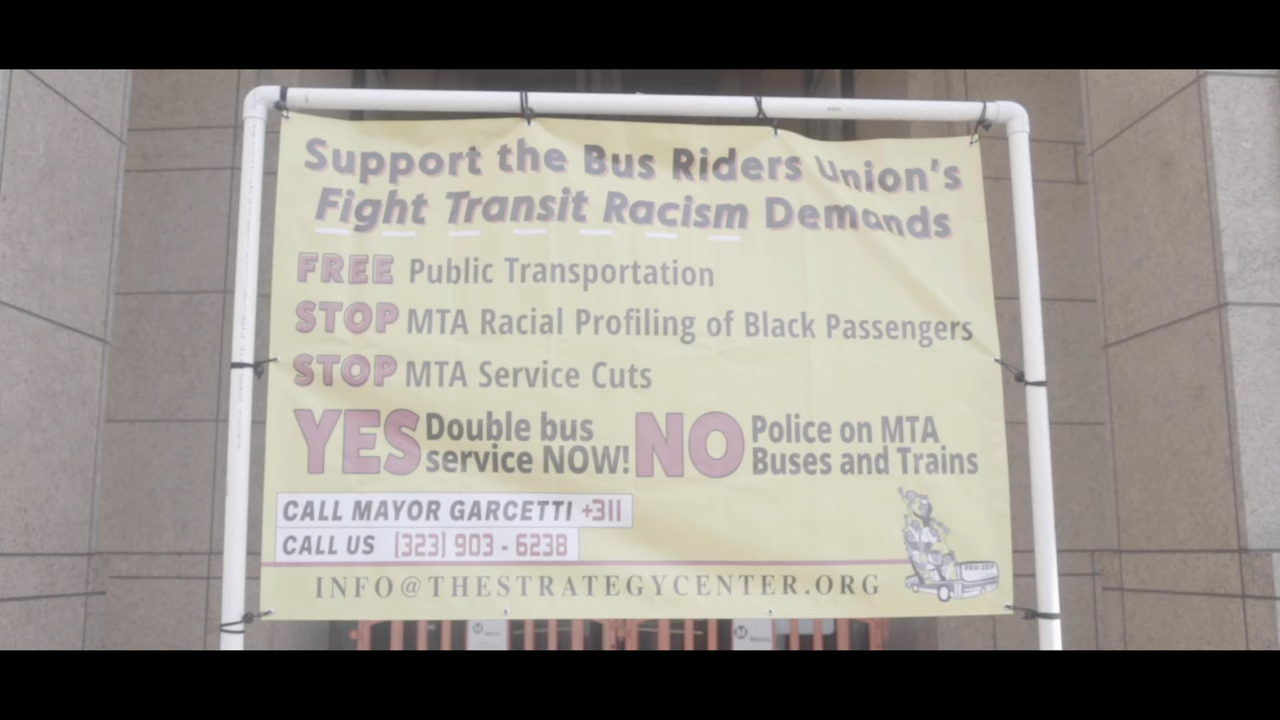 Support the Bus Riders Union's
Fight Transit Racism Demands
FREE Public Transportation
STOP MTA Racial Profiling of Black Passengers
STOP MTA Service Cuts
YES Double bus service NOW! NO Police on MTA Buses and Trains
CALL MAYOR GARCETTI +311
CALL US (323) 903 - 6238
INFO@THESTRATEGYCENTER.ORG